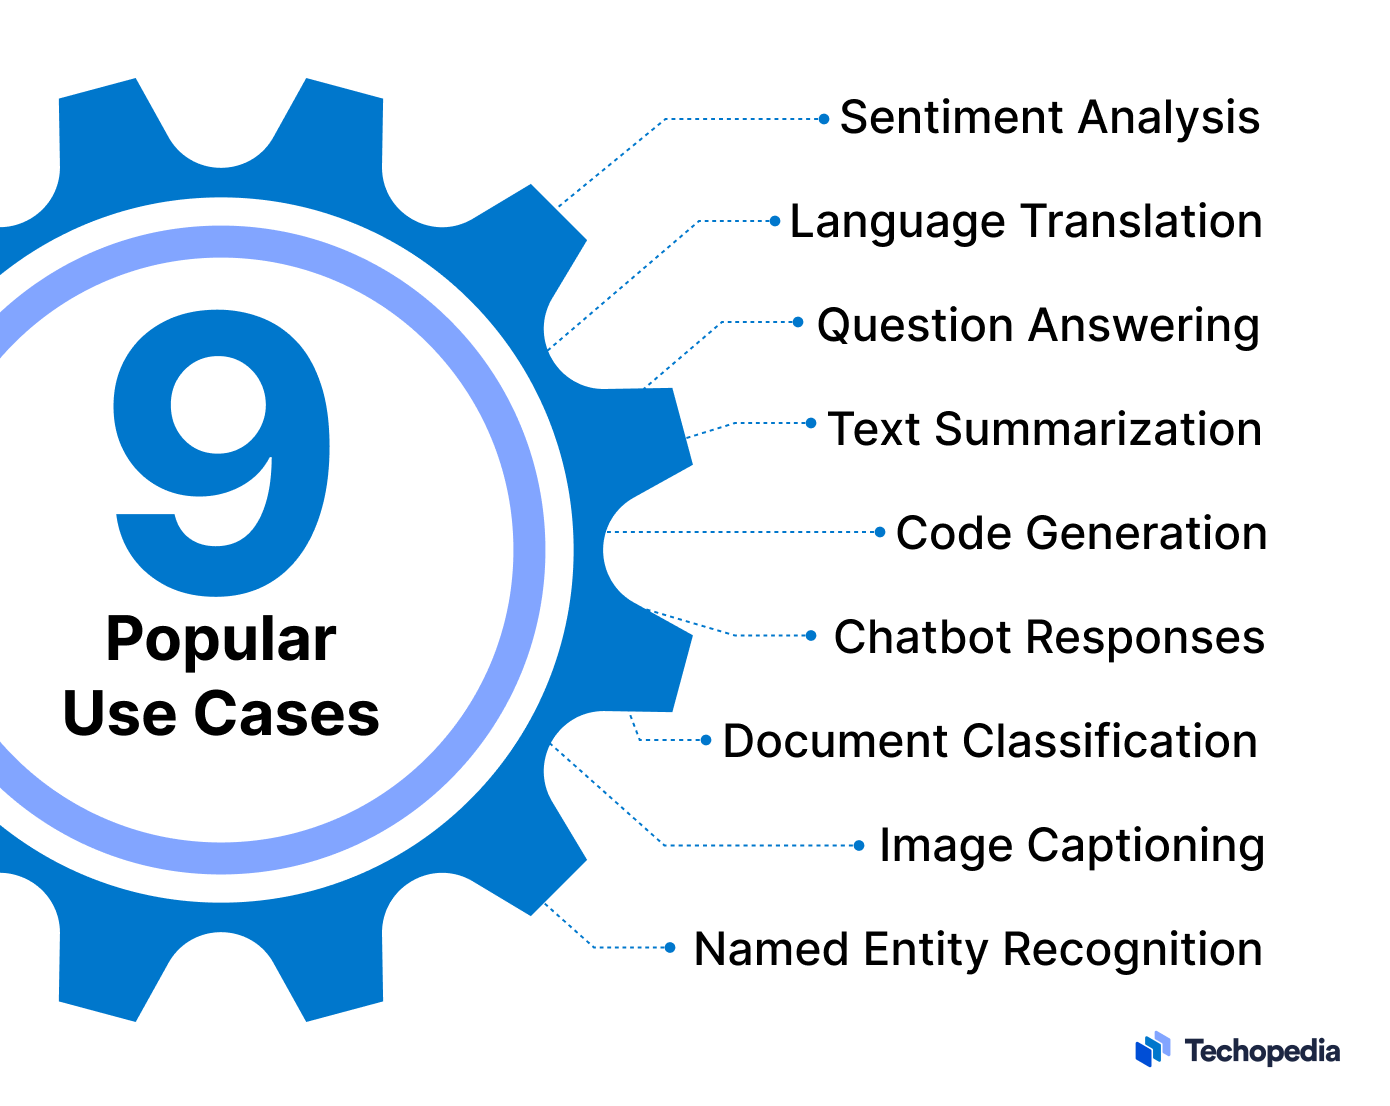 9
Popular
Use Cases
Sentiment Analysis
Language Translation
Question Answering
Text Summarization
Code Generation
Chatbot Responses
Document Classification
Image Captioning
Named Entity Recognition
Techopedia